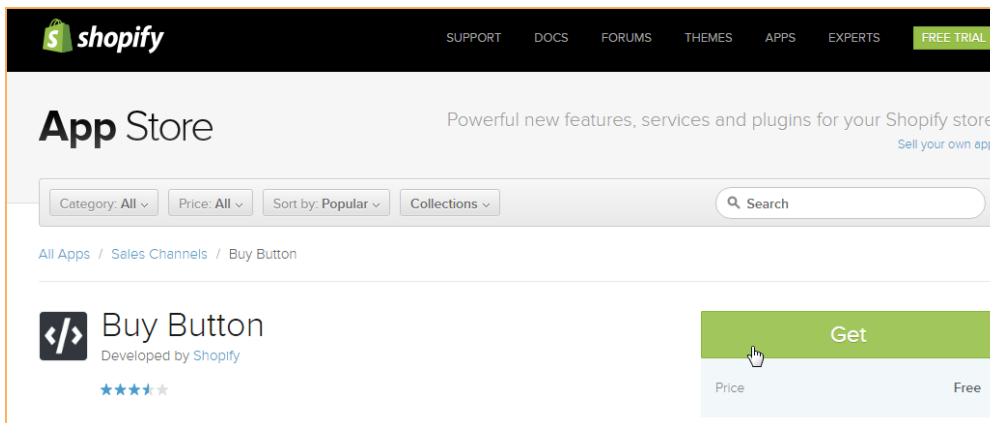 shopify
SUPPORT DOCS FORUMS THEMES APPS EXPERTS FREE TRIAL
App Store
Powerful new features, services and plugins for your Shopify store
Sell your own app
Category: All Price: All Sort by: Popular Collections Search
All Apps / Sales Channels / Buy Button
</> Buy Button
Developed by Shopify
Get
Price Free